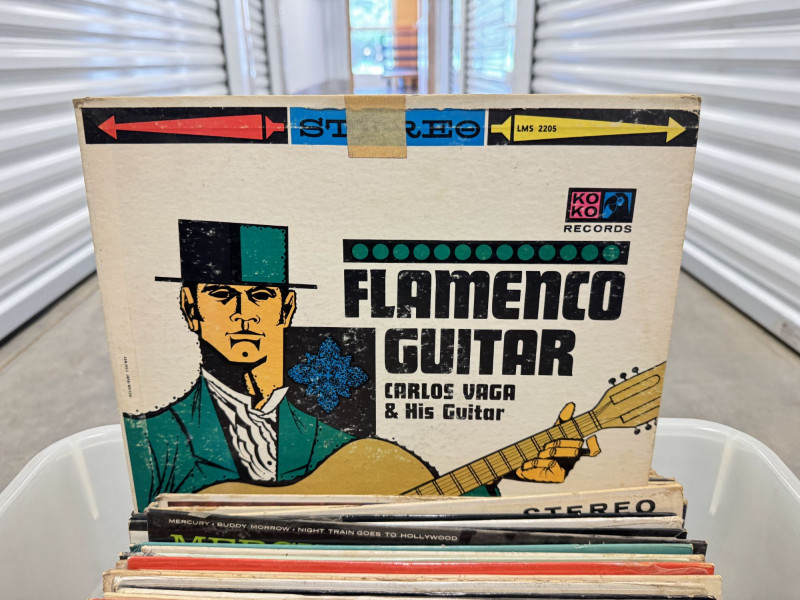 STEREO
LMS 2205
KO
KO
RECORDS
FLAMENCO
GUITAR
CARLOS VAGA
& His Guitar
STEREO
MERCURY • BUDDY MORROW • NIGHT TRAIN GOES TO HOLLYWOOD